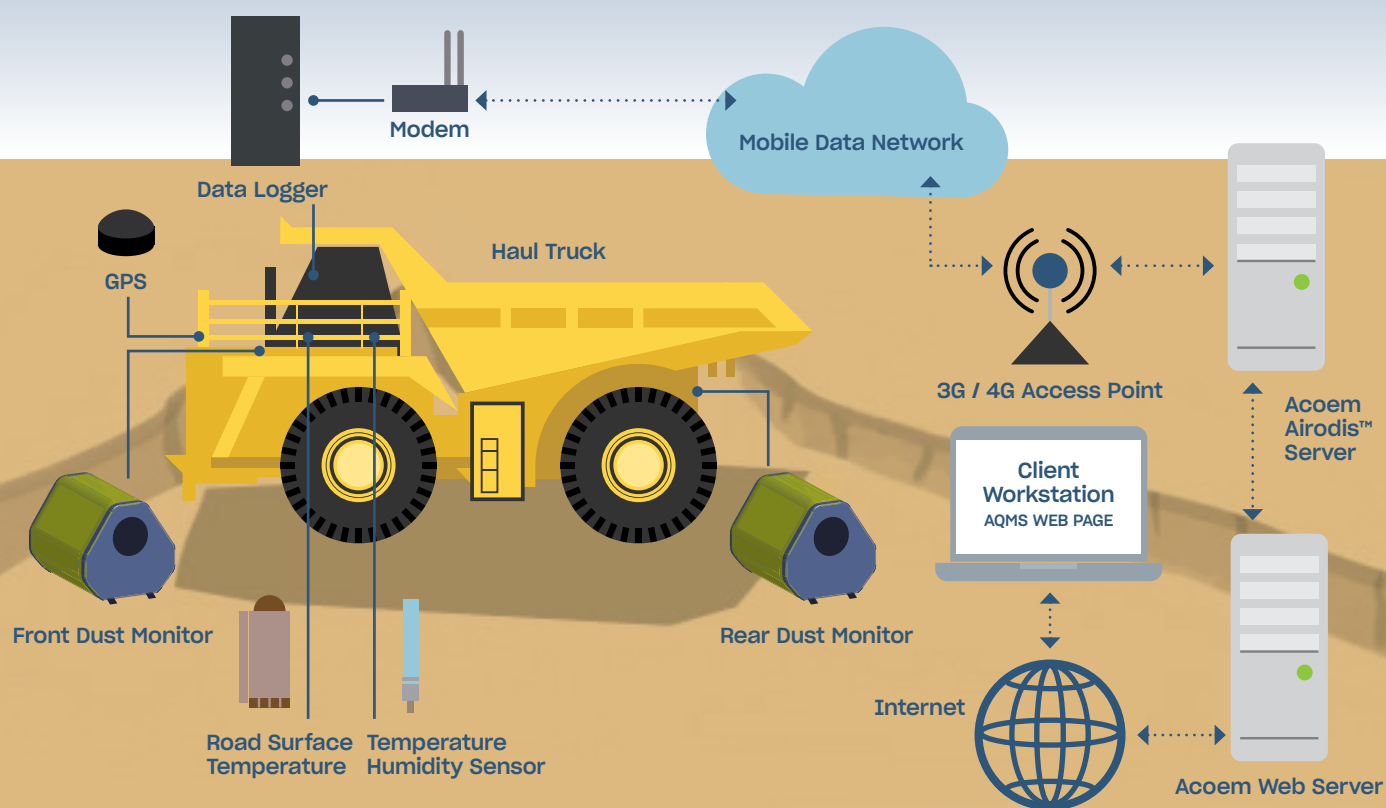 Modem
Mobile Data Network
Data Logger
Haul Truck
GPS
3G / 4G Access Point
Acoem
Airodis™
Server
Client
Workstation
AQMS WEB PAGE
Front Dust Monitor
Rear Dust Monitor
Internet
Road Surface
Temperature
Temperature
Humidity Sensor
Acoem Web Server